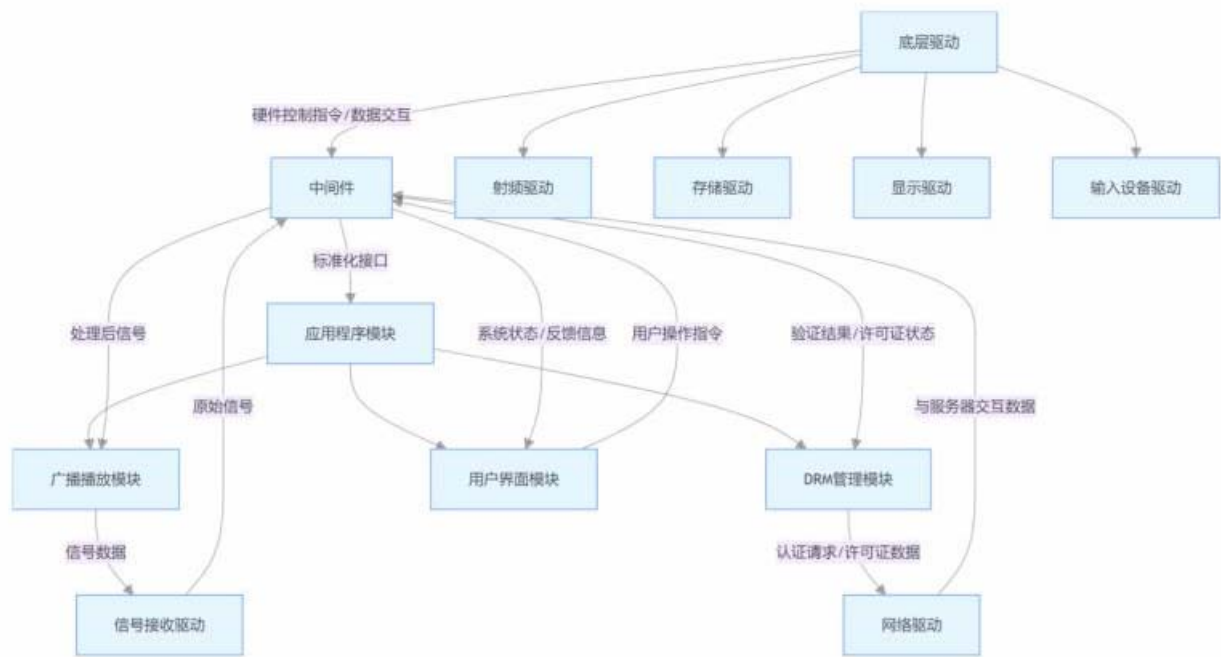 底层驱动
硬件控制指令/数据交互
中间件
射频驱动
存储驱动
显示驱动
输入设备驱动
标准化接口
处理后信号
应用程序模块
系统状态/反馈信息
用户操作指令
验证结果/许可证状态
原始信号
与服务器交互数据
广播播放模块
用户界面模块
DRM管理模块
信号数据
认证请求/许可证数据
信号接收驱动
网络驱动